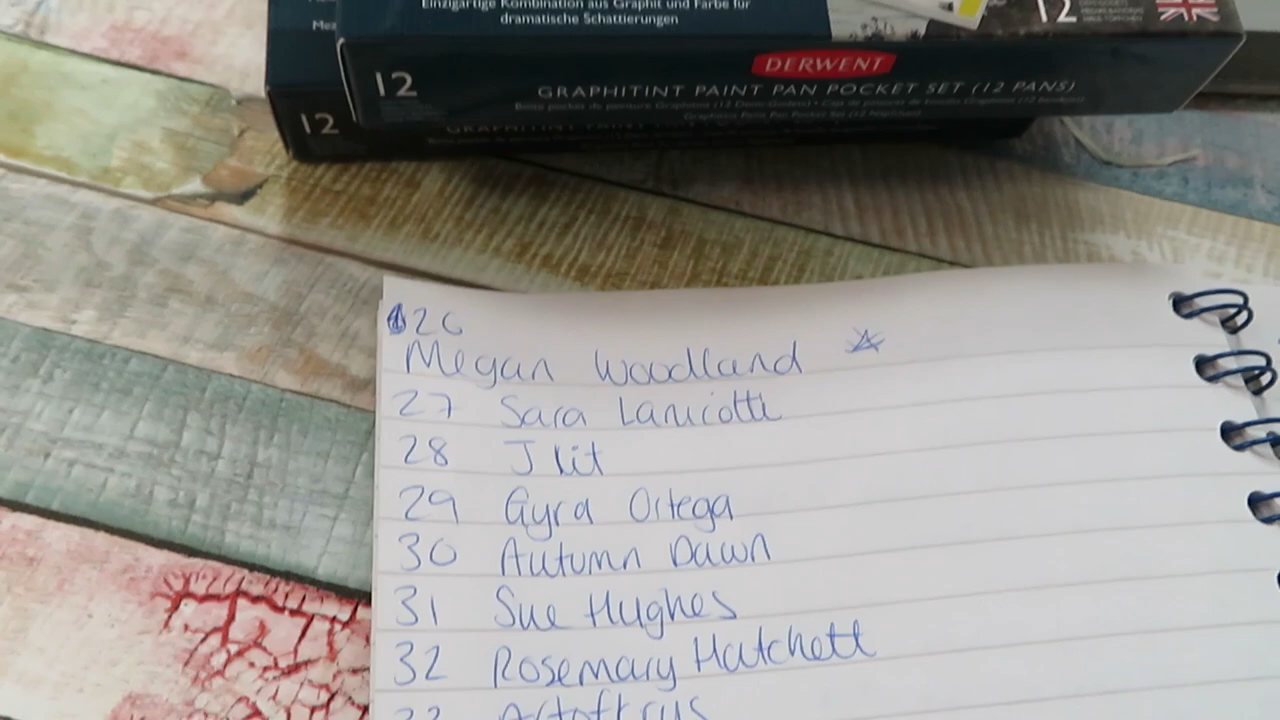 Einzigartige Kombination aus Graphit und Farbe für
dramatische Schattierungen
12
DERWENT
12
GRAPHITINT PAINT PAN POCKET SET (12 PANS)
12
26
Megan Woodland
27 Sara Lanicotti
28 J Kit
29 Gyra Ortega
30 Autumn Dawn
31 Sue Hughes
32 Rosemary Hatchett